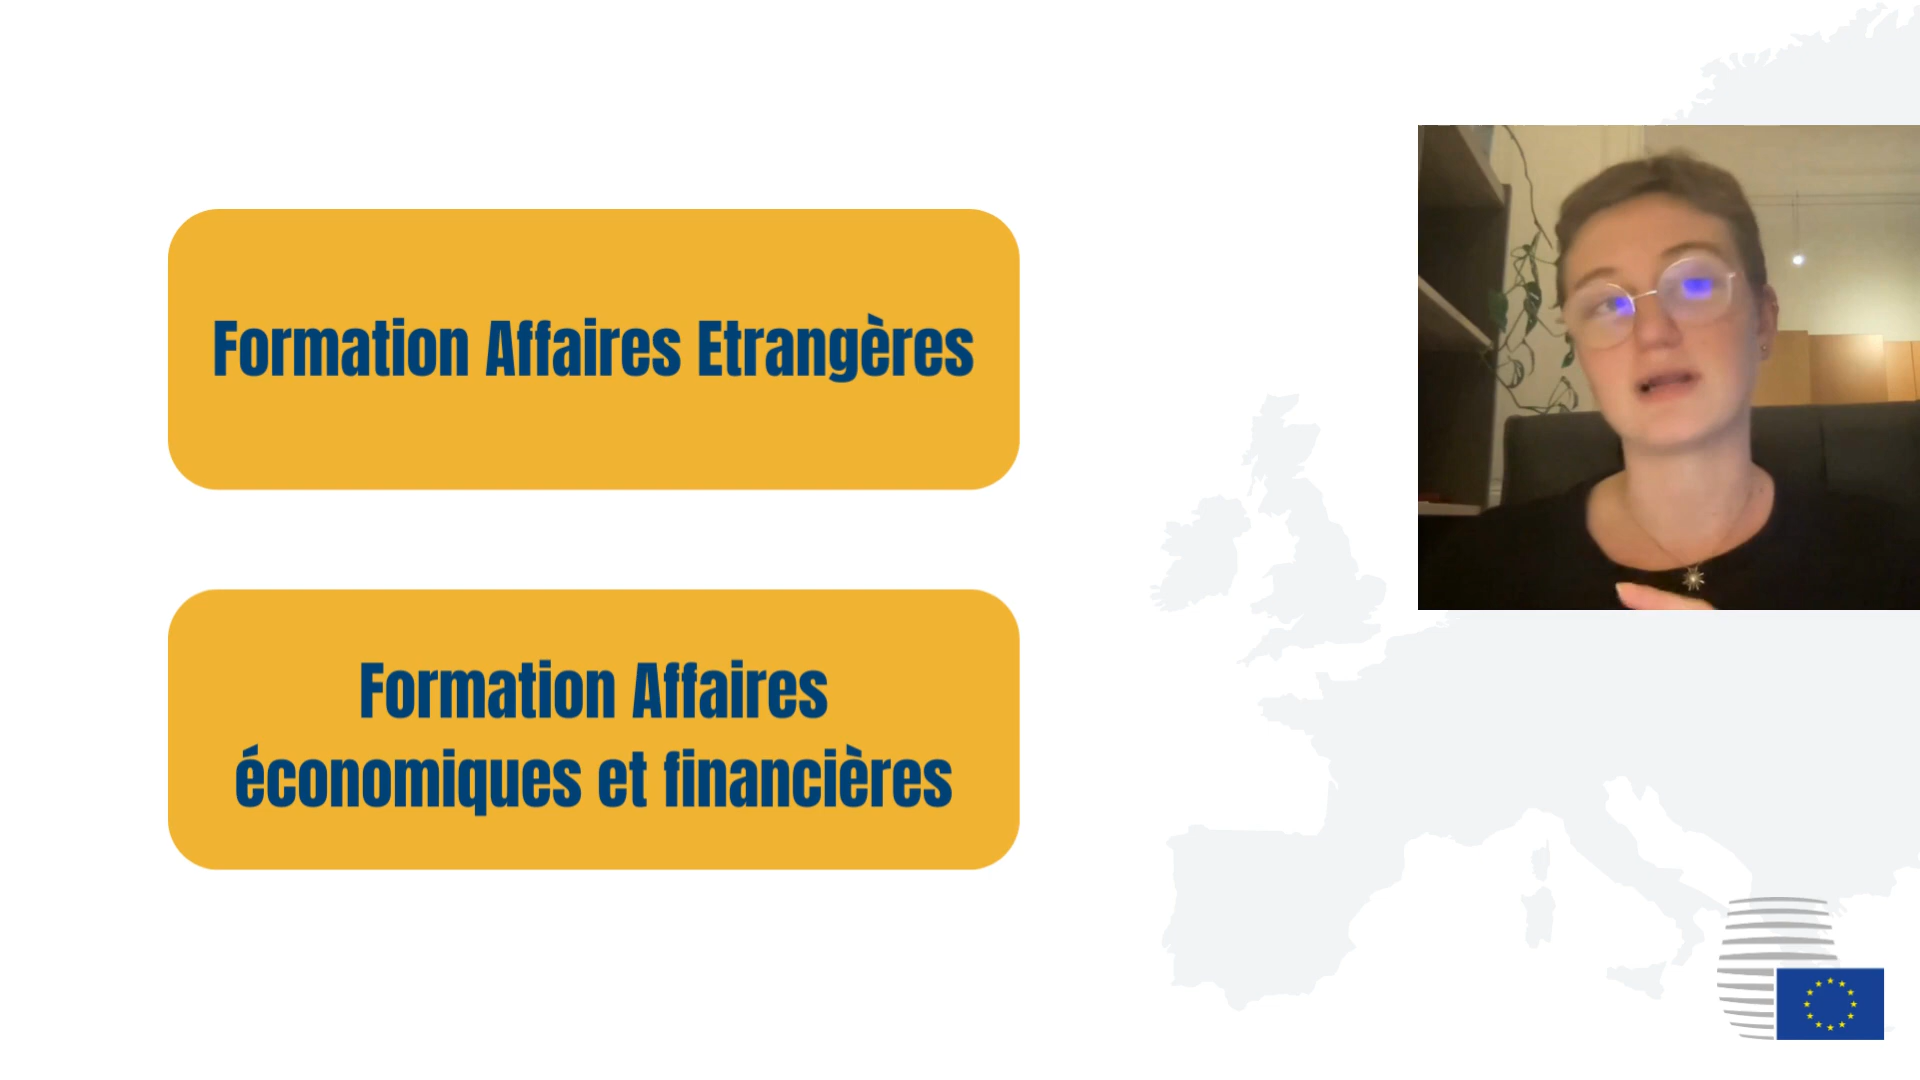 Formation Affaires Etrangères
Formation Affaires
économiques et financières